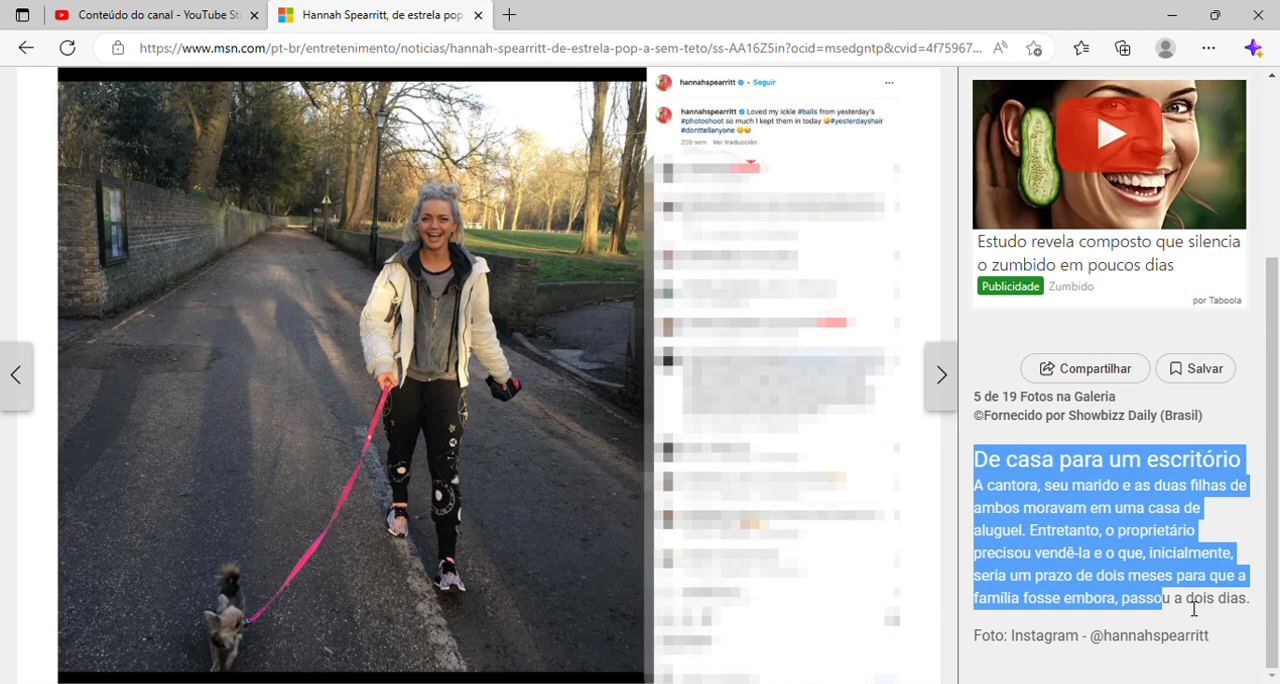 Conteúdo do canal - YouTube St
Hannah Spearritt, de estrela pop
https://www.msn.com/pt-br/entretenimento/noticias/hannah-spearritt-de-estrela-pop-a-sem-teto/ss-AA16Z5in?ocid=msedgntp&cvid=4f75967...
hannahspearritt • Seguir
hannahspearritt Loved my ickle #balls from yesterday's
#photoshoot so much I kept them in today 😜#yesterdayshair
#donttellanyone
259 sem Ver traducción
Estudo revela composto que silencia
o zumbido em poucos dias
Publicidade Zumbido
por Taboola
Compartilhar
Salvar
5 de 19 Fotos na Galeria
©Fornecido por Showbizz Daily (Brasil)
De casa para um escritório
A cantora, seu marido e as duas filhas de
ambos moravam em uma casa de
aluguel. Entretanto, o proprietário
precisou vendê-la e o que, inicialmente,
seria um prazo de dois meses para que a
família fosse embora, passou a dois dias.
Foto: Instagram - @hannahspearritt